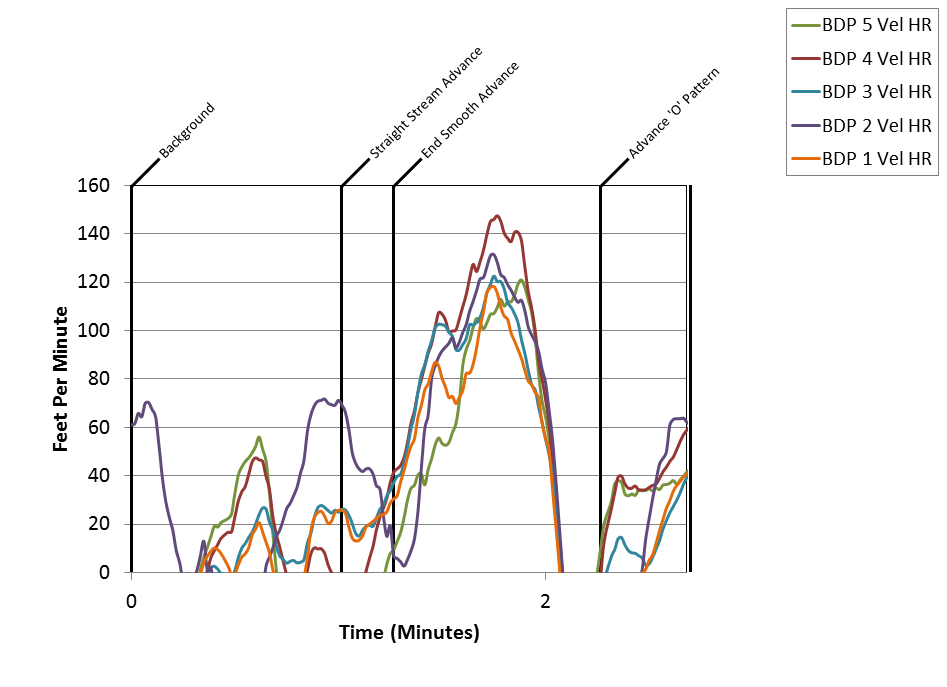 BDP 5 Vel HR
BDP 4 Vel HR
BDP 3 Vel HR
BDP 2 Vel HR
BDP 1 Vel HR
Background
Straight Stream Advance
End Smooth Advance
Advance 'O' Pattern
160
140
120
100
80
60
40
20
0
Feet Per Minute
0 2
Time (Minutes)